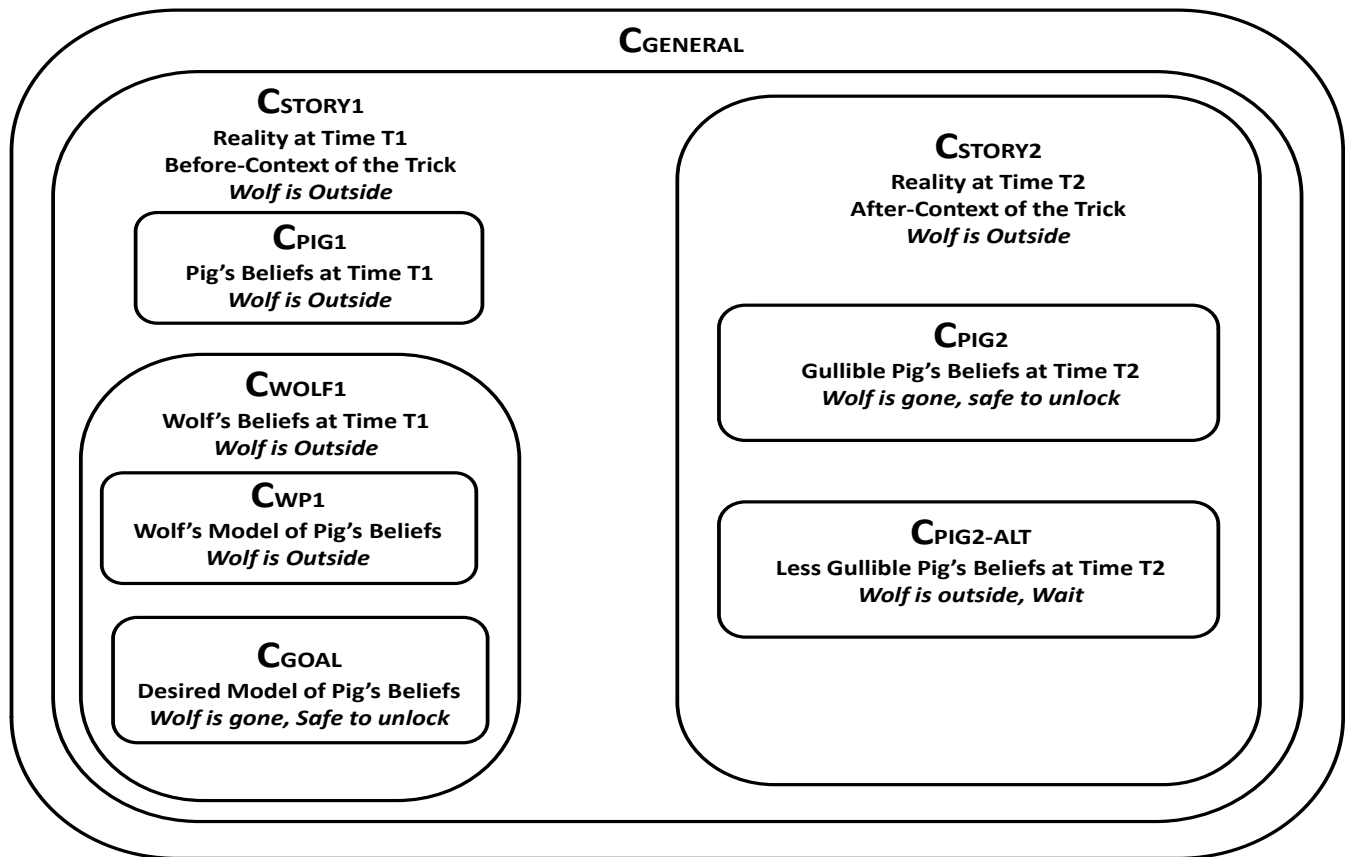 CGENERAL
CSTORY1
Reality at Time T1
Before-Context of the Trick
Wolf is Outside
CPIG1
Pig's Beliefs at Time T1
Wolf is Outside
CWOLF1
Wolf's Beliefs at Time T1
Wolf is Outside
CWP1
Wolf's Model of Pig's Beliefs
Wolf is Outside
CGOAL
Desired Model of Pig's Beliefs
Wolf is gone, Safe to unlock
CSTORY2
Reality at Time T2
After-Context of the Trick
Wolf is Outside
CPIG2
Gullible Pig's Beliefs at Time T2
Wolf is gone, safe to unlock
CPIG2-ALT
Less Gullible Pig's Beliefs at Time T2
Wolf is outside, Wait